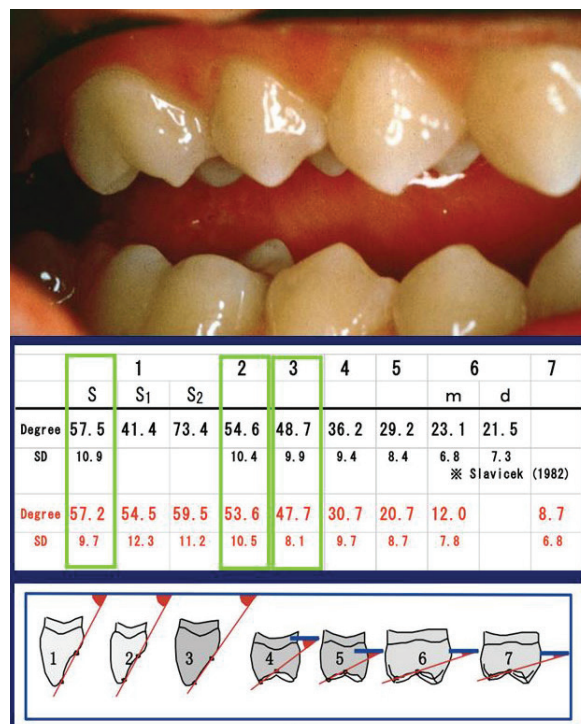 1 2 3 4 5 6 7
S S1 S2 m d
Degree 57.5 41.4 73.4 54.6 48.7 36.2 29.2 23.1 21.5
SD 10.9 10.4 9.9 9.4 8.4 6.8 7.3
※ Slavicek (1982)
Degree 57.2 54.5 59.5 53.6 47.7 30.7 20.7 12.0 8.7
SD 9.7 12.3 11.2 10.5 8.1 9.7 8.7 7.8 6.8
1 2 3 4 5 6 7